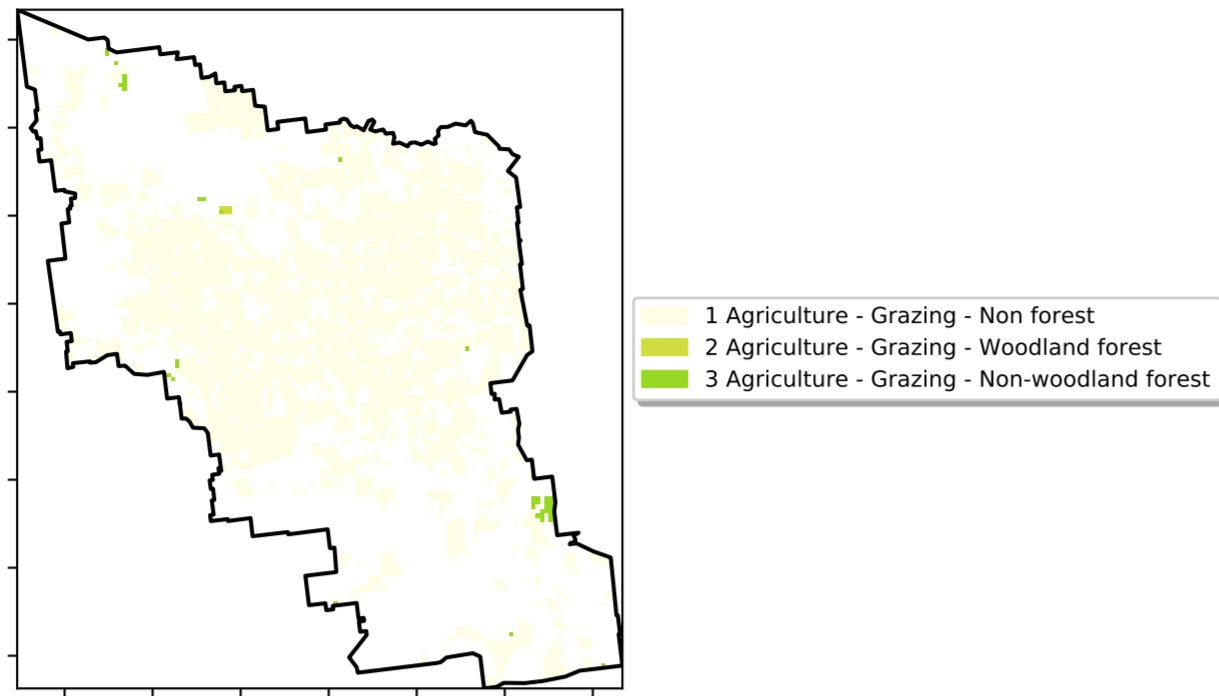 1 Agriculture - Grazing - Non forest
2 Agriculture - Grazing - Woodland forest
3 Agriculture - Grazing - Non-woodland forest